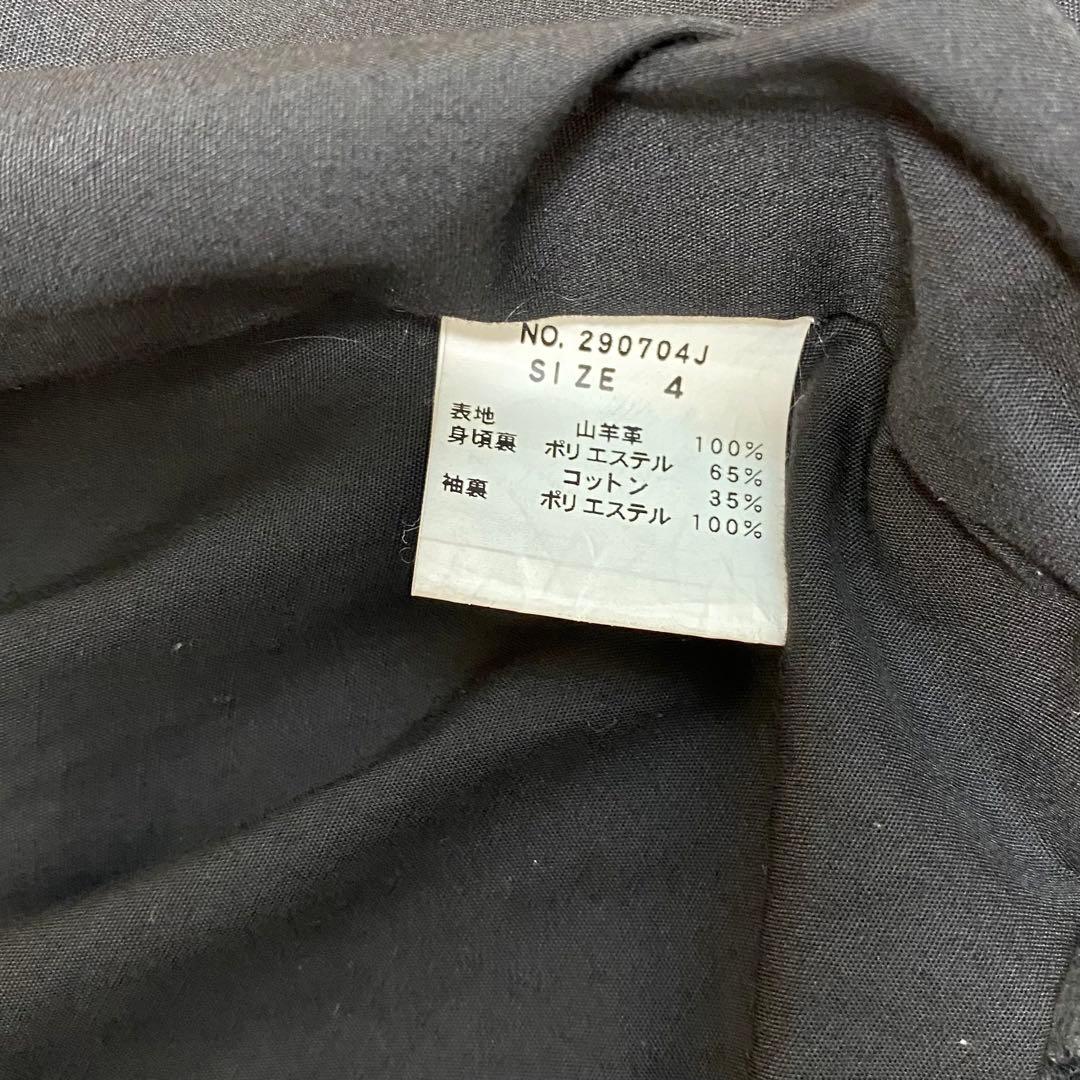 NO. 290704J
SIZE 4
表地 山羊革 100%
身頃裏 ポリエステル 65%
コットン 35%
袖裏 ポリエステル 100%